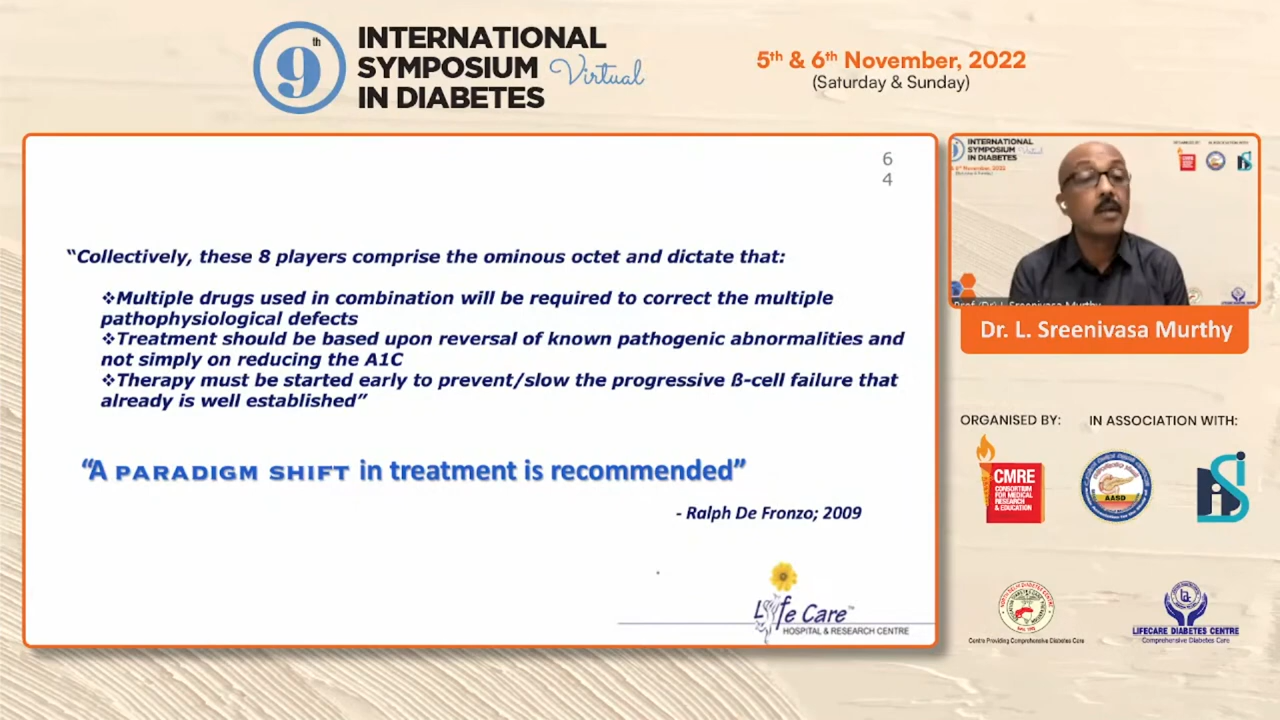 9th
INTERNATIONAL
SYMPOSIUM Virtual
IN DIABETES
5th & 6th November, 2022
(Saturday & Sunday)
6
4
“Collectively, these 8 players comprise the ominous octet and dictate that:
❖Multiple drugs used in combination will be required to correct the multiple
pathophysiological defects
❖Treatment should be based upon reversal of known pathogenic abnormalities and
not simply on reducing the A1C
❖Therapy must be started early to prevent/slow the progressive ß-cell failure that
already is well established”
“A PARADIGM SHIFT in treatment is recommended”
- Ralph De Fronzo; 2009
Life Care™
HOSPITAL & RESEARCH CENTRE
INTERNATIONAL
SYMPOSIUM Virtual
IN DIABETES
Prof (Dr) L Sreenivasa Murthy
Dr. L. Sreenivasa Murthy
ORGANISED BY:
IN ASSOCIATION WITH:
CMRE
CONSORTIUM
FOR MEDICAL
RESEARCH
& EDUCATION
AASD
Centre Providing Comprehensive Diabetes Care
LIFECARE DIABETES CENTRE
Comprehensive Diabetes Care